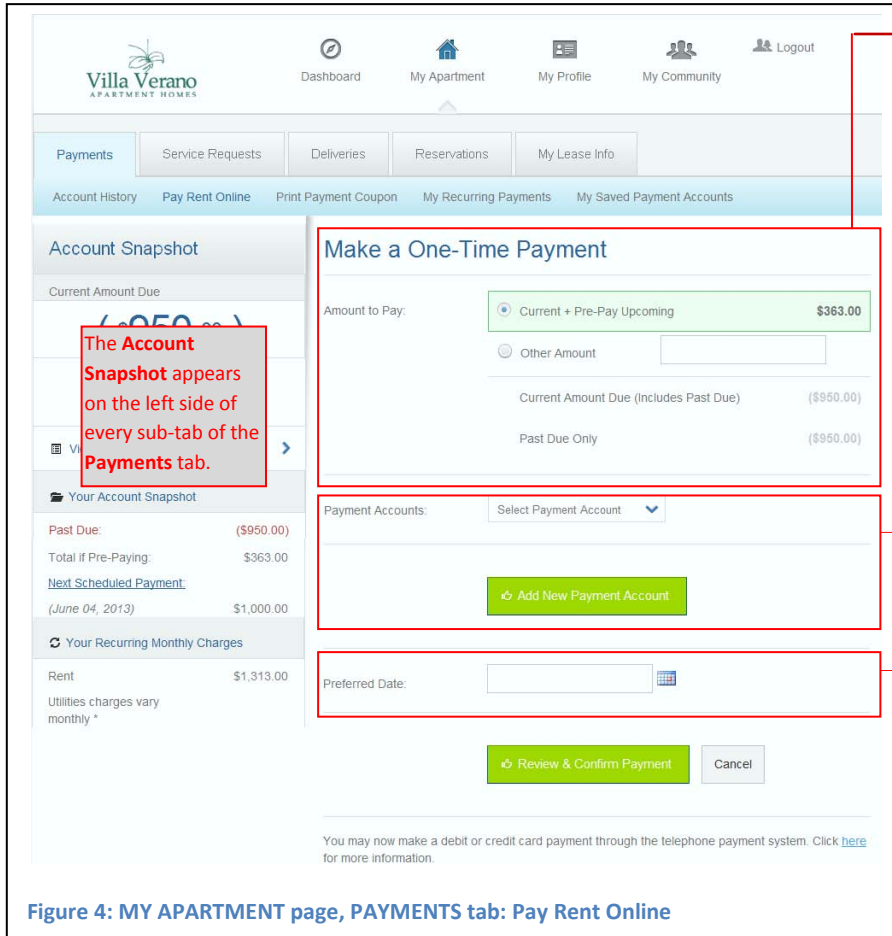 Villa Verano
APARTMENT HOMES
Dashboard
My Apartment
My Profile
My Community
Logout
Payments
Service Requests
Deliveries
Reservations
My Lease Info
Account History
Pay Rent Online
Print Payment Coupon
My Recurring Payments
My Saved Payment Accounts
Account Snapshot
Current Amount Due
The Account
Snapshot appears
on the left side of
every sub-tab of the
Payments tab.
Your Account Snapshot
Past Due: ($950.00)
Total if Pre-Paying: $363.00
Next Scheduled Payment:
(June 04, 2013) $1,000.00
Your Recurring Monthly Charges
Rent $1,313.00
Utilities charges vary
monthly *
Make a One-Time Payment
Amount to Pay:
Current + Pre-Pay Upcoming $363.00
Other Amount
Current Amount Due (Includes Past Due) ($950.00)
Past Due Only ($950.00)
Payment Accounts:
Select Payment Account
Add New Payment Account
Preferred Date:
Review & Confirm Payment
Cancel
You may now make a debit or credit card payment through the telephone payment system. Click here
for more information.
Figure 4: MY APARTMENT page, PAYMENTS tab: Pay Rent Online